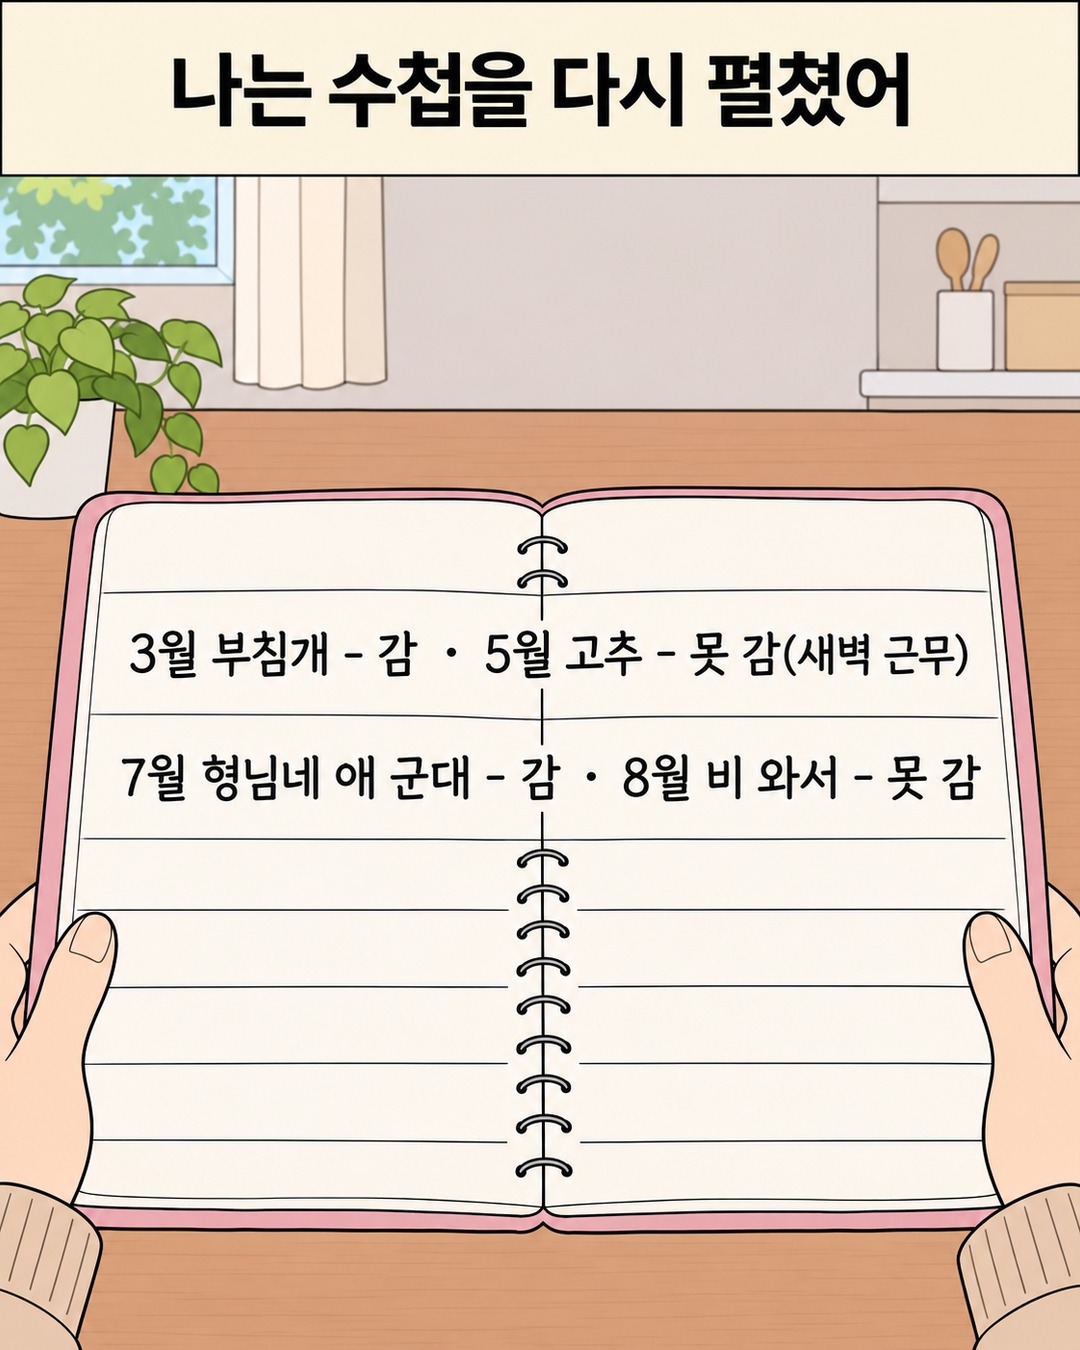 나는 수첩을 다시 펼쳤어
3월 부침개 - 감 · 5월 고추 - 못 감(새벽 근무)
7월 형님네 애 군대 - 감 · 8월 비 와서 - 못 감